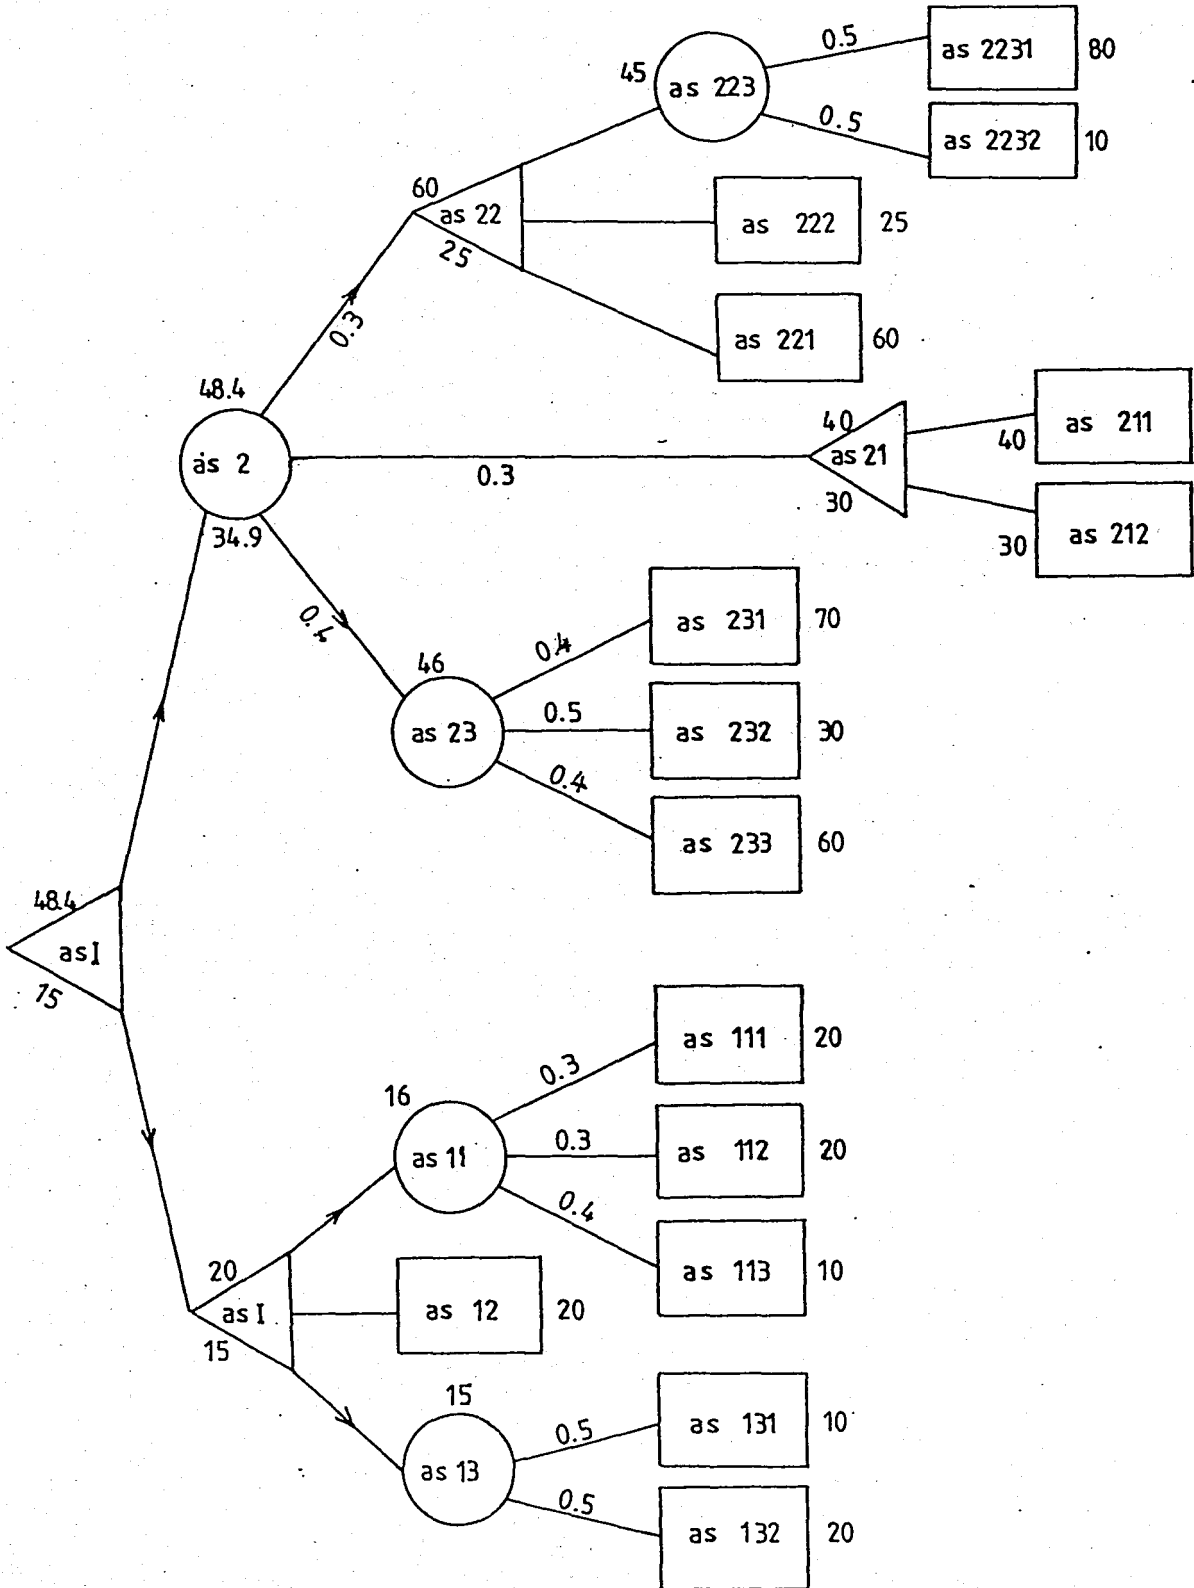 0.5
as 2231 80
45
as 223
0.5
as 2232 10
60
as 22
as 222 25
25
0.3
as 221 60
48.4
40
as 211
as 2
as 21
40
0.3
30
34.9
as 212
30
0.4
46
0.4
as 231 70
as 23
0.5
as 232 30
0.4
as 233 60
48.4
as I
15
as 111 20
0.3
16
as 11
0.3
as 112 20
0.4
as 113 10
20
as I
as 12 20
15
15
0.5
as 131 10
as 13
0.5
as 132 20